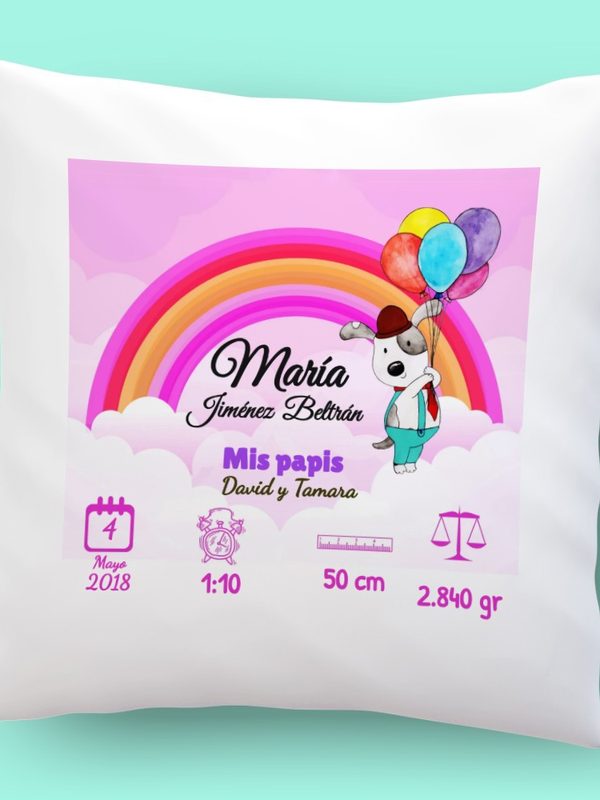 María
Jiménez Beltrán
Mis papis
David y Tamara
4
Mayo
2018
1:10
50 cm
2.840 gr